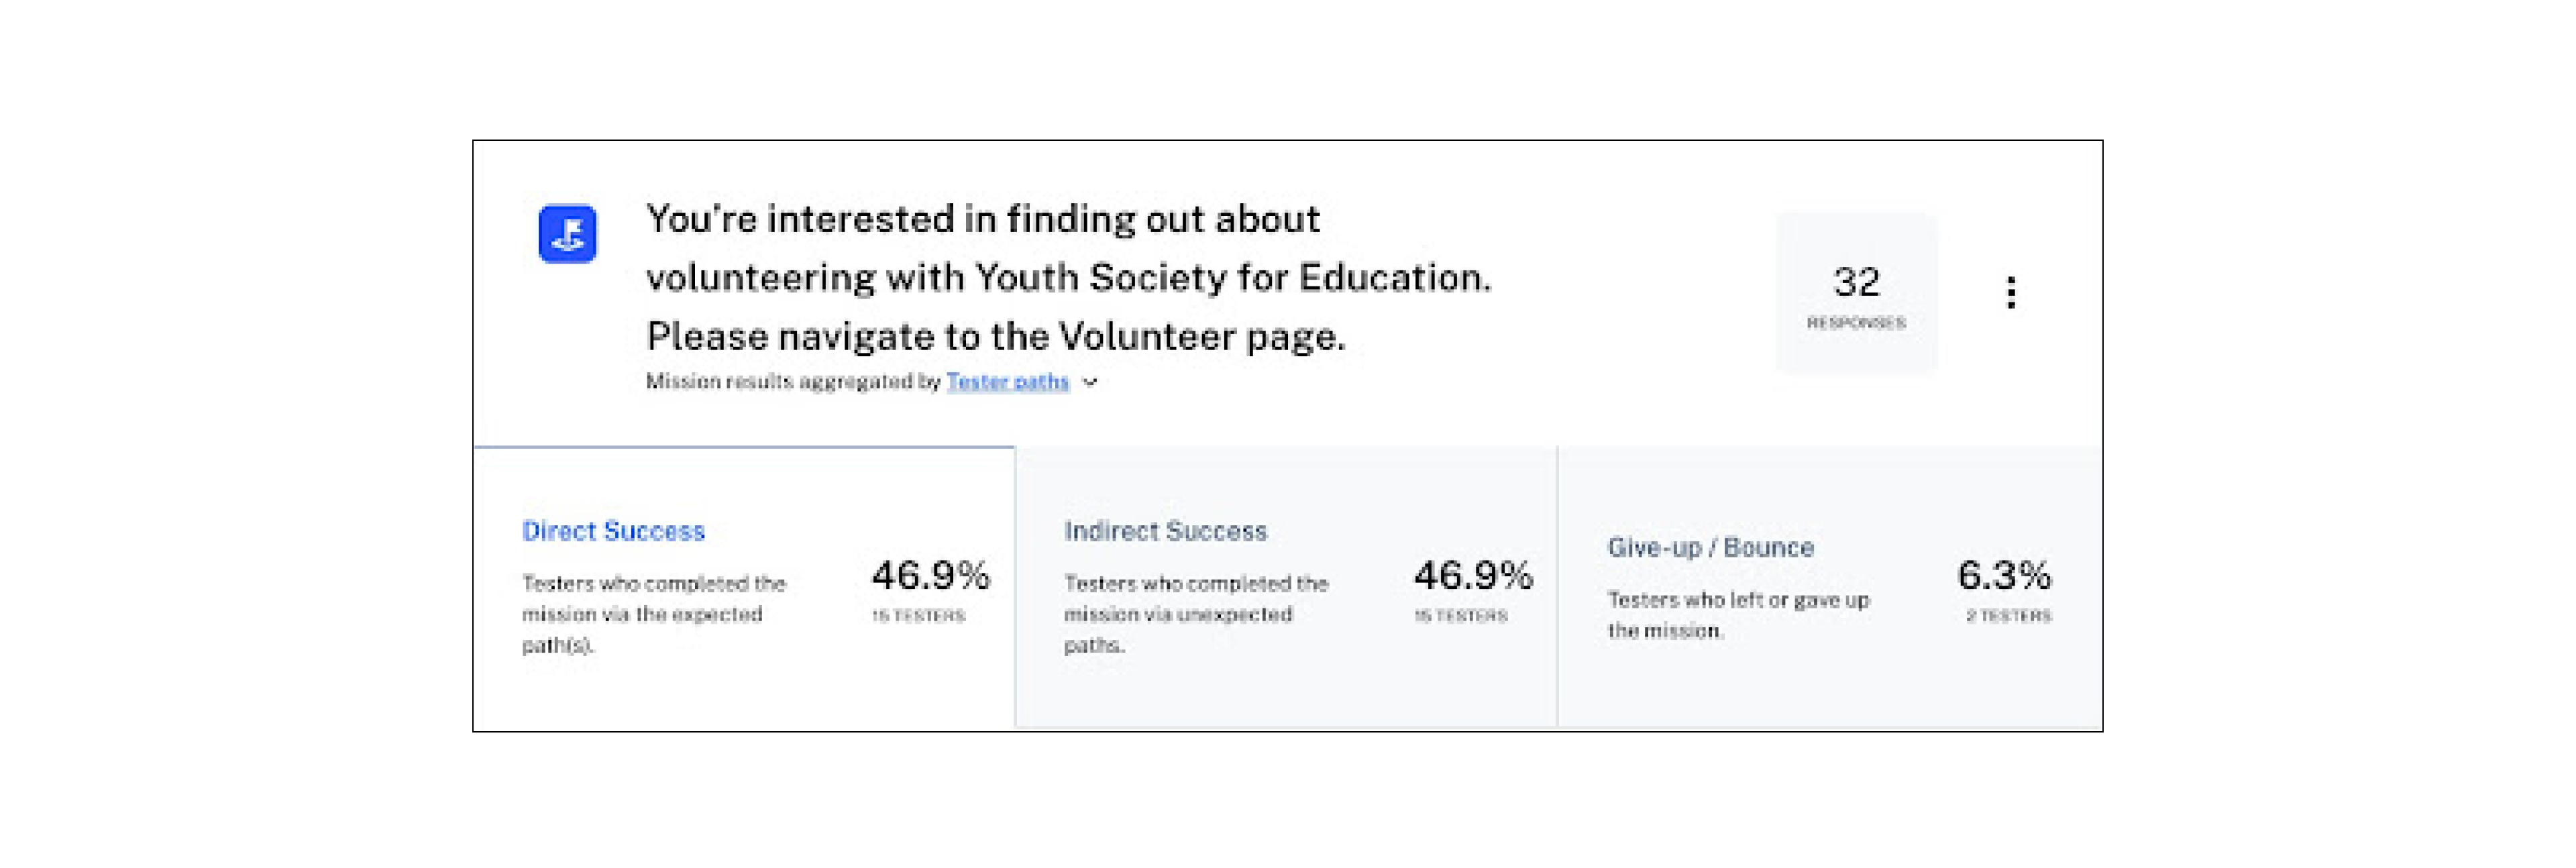 You're interested in finding out about
volunteering with Youth Society for Education.
Please navigate to the Volunteer page.
Mission results aggregated by Tester paths
32
RESPONSES
Direct Success
Testers who completed the
mission via the expected
path(s).
46.9%
15 TESTERS
Indirect Success
Testers who completed the
mission via unexpected
paths.
46.9%
15 TESTERS
Give-up / Bounce
Testers who left or gave up
the mission.
6.3%
2 TESTERS